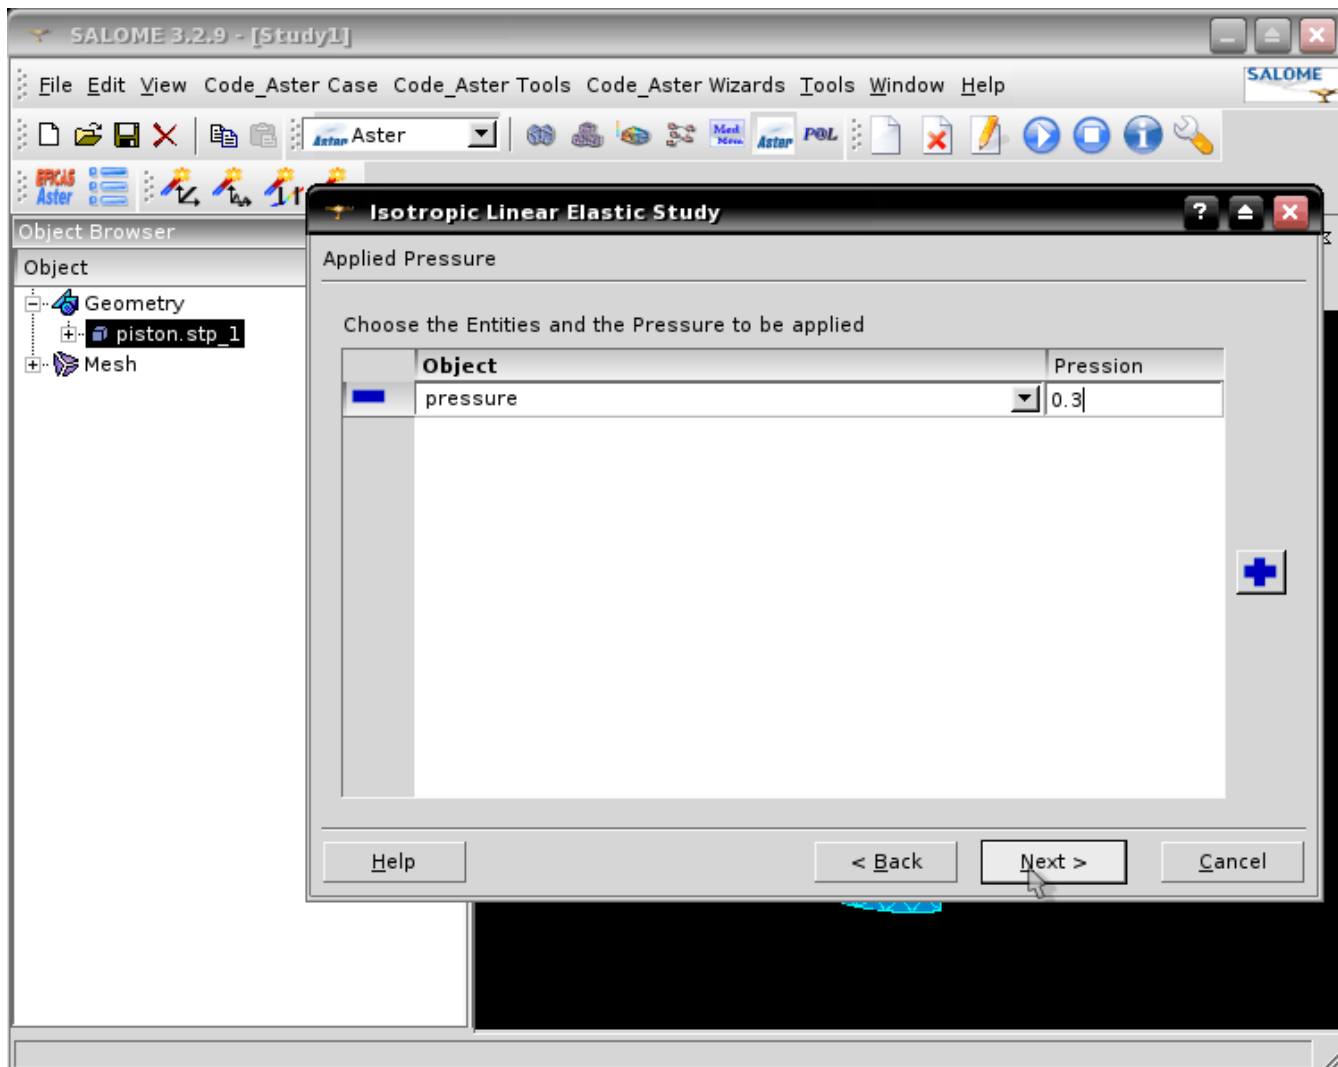 SALOME 3.2.9 - [Study1]
File Edit View Code_Aster Case Code_Aster Tools Code_Aster Wizards Tools Window Help
SALOME
Aster Aster Med Mem Aster POL
EFICAS Aster
Isotropic Linear Elastic Study
Object Browser
Object
Geometry
piston.stp_1
Mesh
Applied Pressure
Choose the Entities and the Pressure to be applied
Object Pression
pressure 0.3
Help < Back Next > Cancel